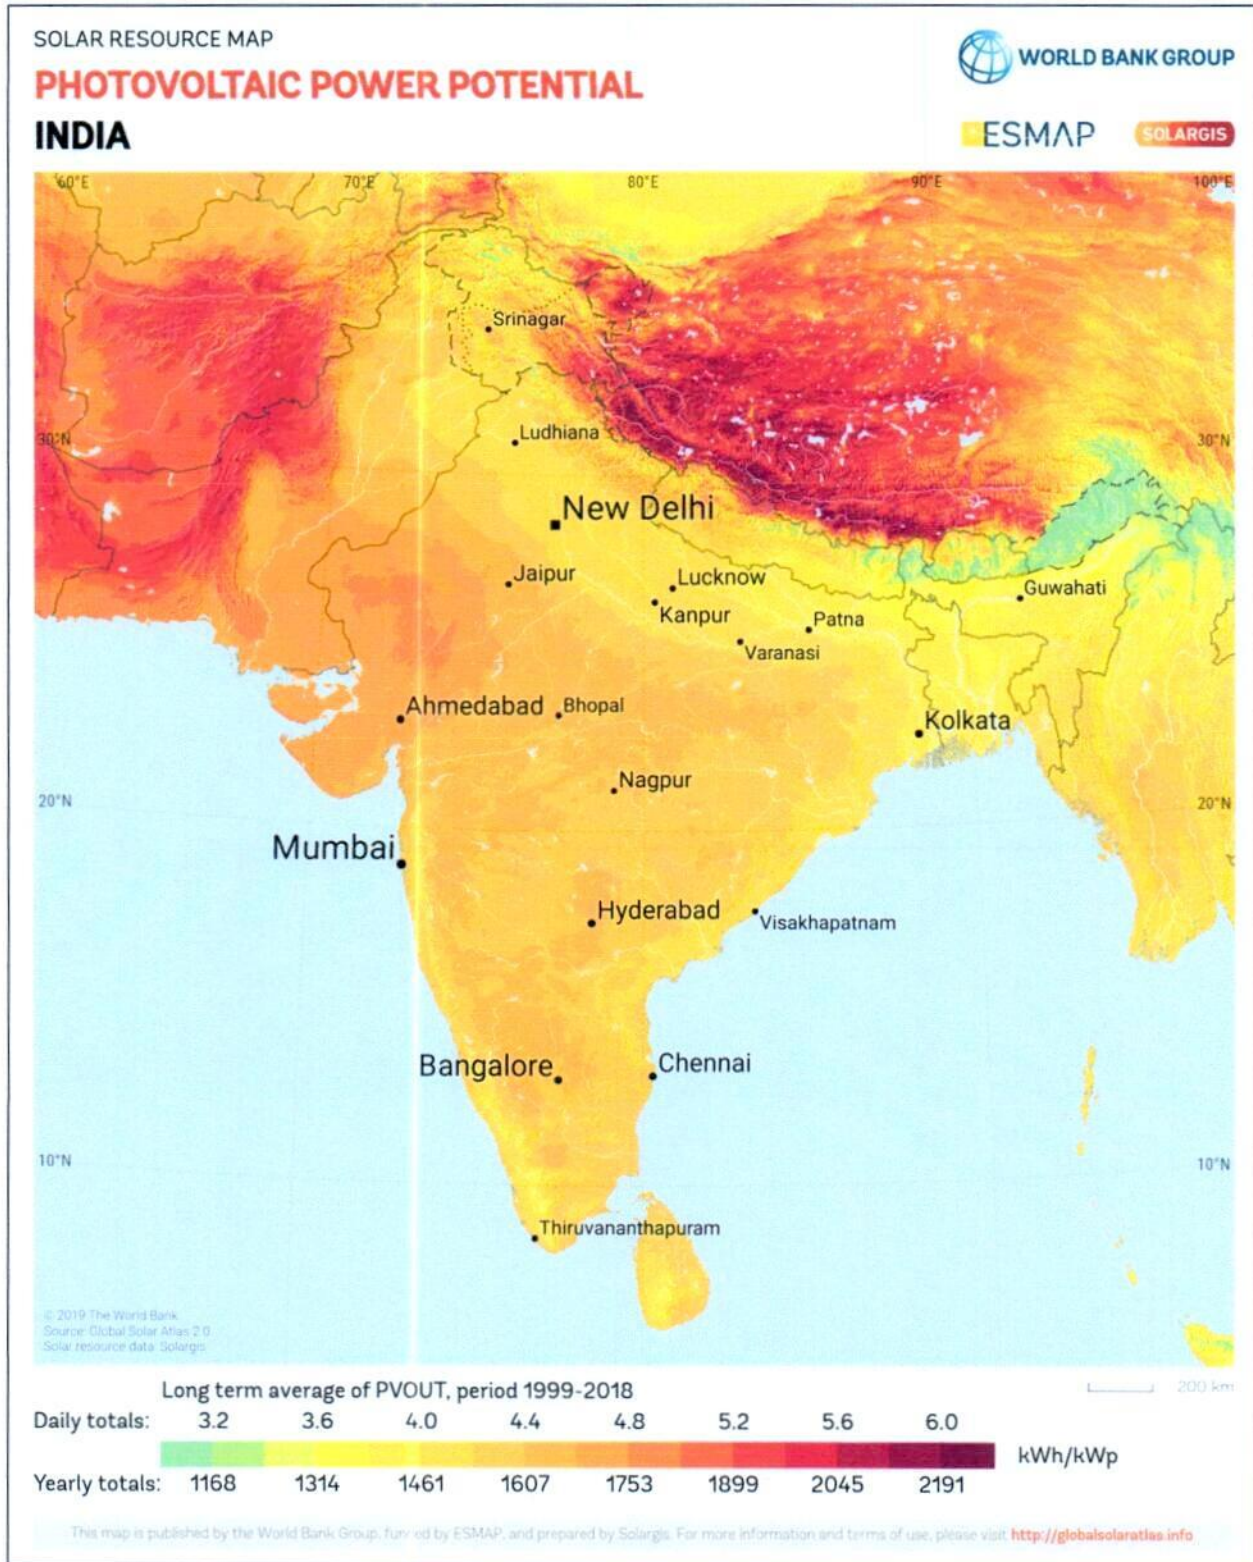 SOLAR RESOURCE MAP
PHOTOVOLTAIC POWER POTENTIAL
INDIA
WORLD BANK GROUP
ESMAP
SOLARGIS
60°E 70°E 80°E 90°E 100°E
Srinagar
30°N Ludhiana 30°N
New Delhi
Jaipur Lucknow
Guwahati
Kanpur Patna
Varanasi
Ahmedabad Bhopal
Kolkata
Nagpur
20°N 20°N
Mumbai
Hyderabad
Visakhapatnam
Bangalore Chennai
10°N 10°N
Thiruvananthapuram
© 2019 The World Bank
Source: Global Solar Atlas 2.0
Solar resource data: Solargis
Long term average of PVOUT, period 1999-2018
200 km
Daily totals: 3.2 3.6 4.0 4.4 4.8 5.2 5.6 6.0
kWh/kWp
Yearly totals: 1168 1314 1461 1607 1753 1899 2045 2191
This map is published by the World Bank Group, funded by ESMAP, and prepared by Solargis. For more information and terms of use, please visit http://globalsolaratlas.info